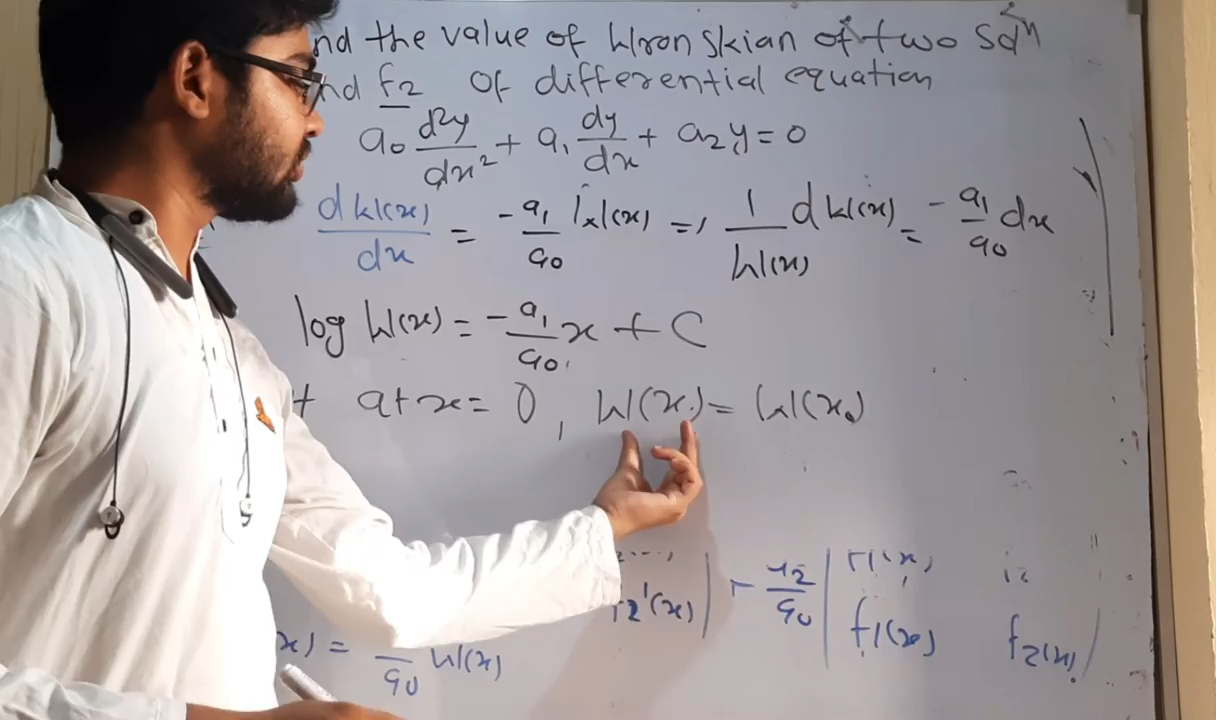 nd the value of Wronskian of two sqn
nd f2 of differential equation
a0 d²y/dx² + a1 dy/dx + a2y = 0
dW(x)/dx = -a1/a0 W(x) => 1/W(x) dW(x) = -a1/a0 dx
log W(x) = -a1/a0 x + C
at x = 0, W(x) = W(x0)
f2'(x) | - a2/a0 | f1(x)
f1(x) f2(x) |
x) = /a0 W(x)